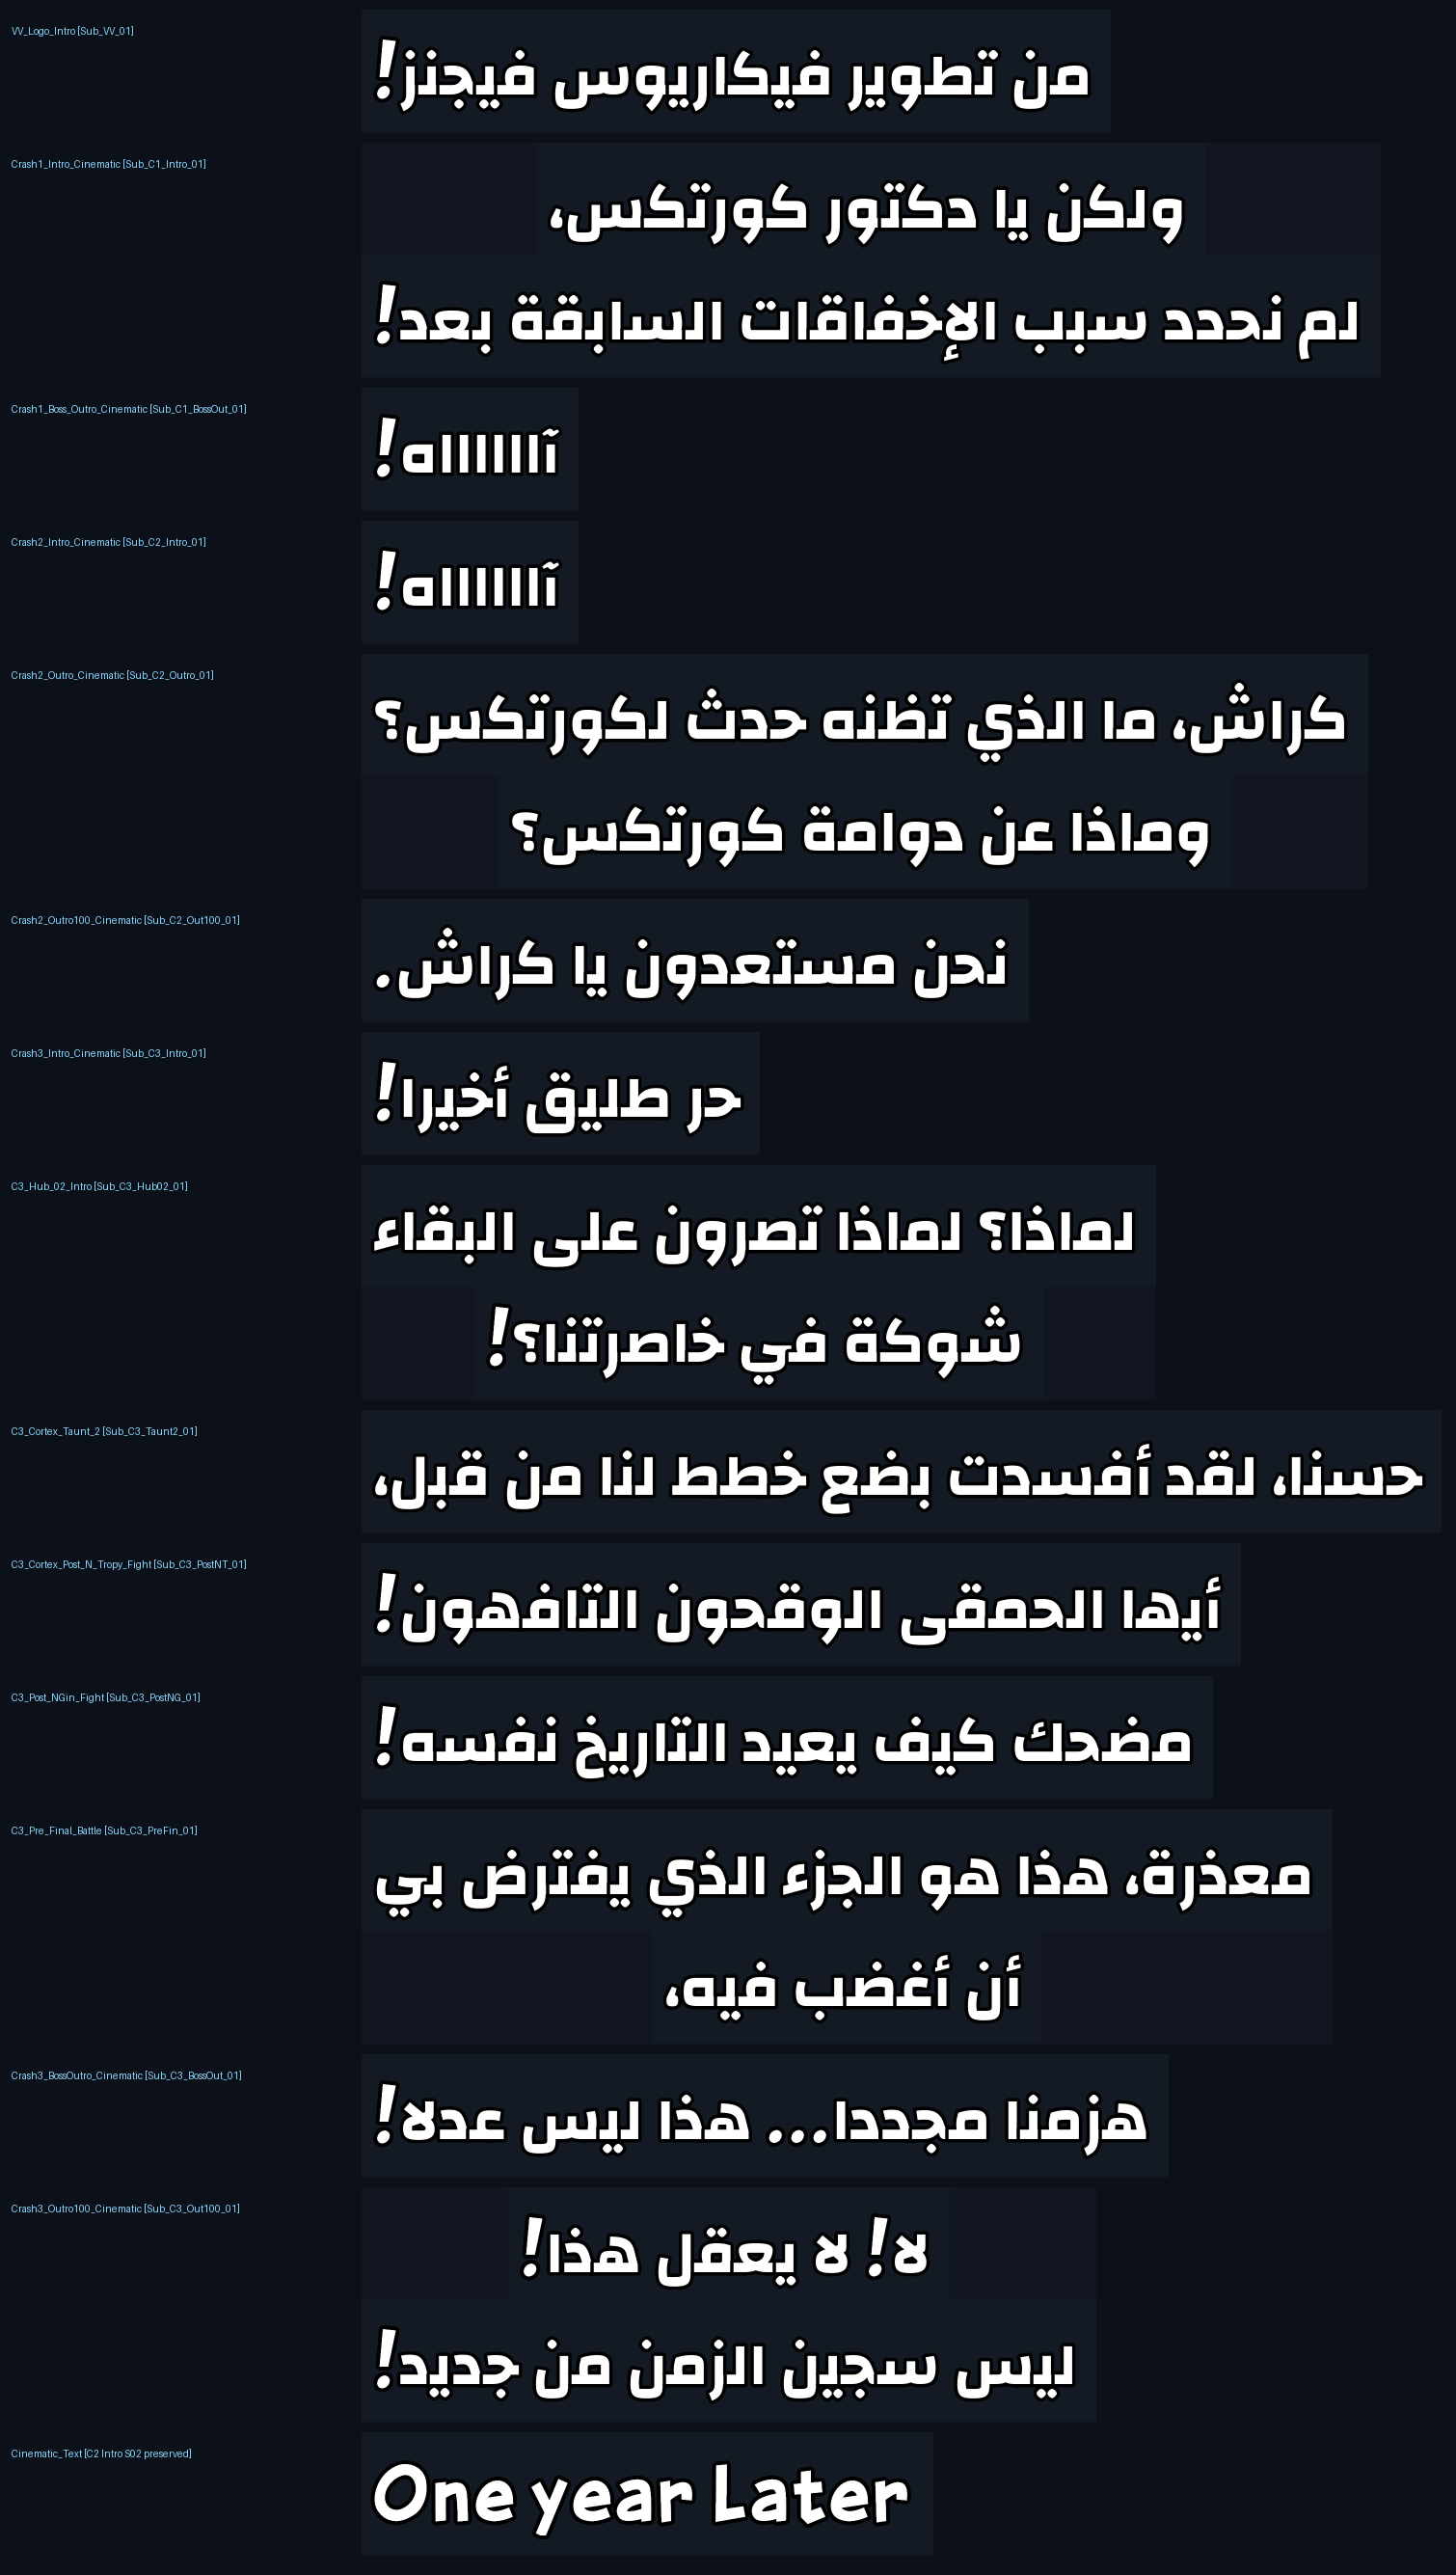 VV_Logo_Intro [Sub_VV_01]
من تطوير فيكاريوس فيجنز!
Crash1_Intro_Cinematic [Sub_C1_Intro_01]
ولكن يا دكتور كورتكس،
لم نحدد سبب الإخفاقات السابقة بعد!
Crash1_Boss_Outro_Cinematic [Sub_C1_BossOut_01]
آااااااه!
Crash2_Intro_Cinematic [Sub_C2_Intro_01]
آااااااه!
Crash2_Outro_Cinematic [Sub_C2_Outro_01]
كراش، ما الذي تظنه حدث لكورتكس؟
وماذا عن دوامة كورتكس؟
Crash2_Outro100_Cinematic [Sub_C2_Out100_01]
نحن مستعدون يا كراش.
Crash3_Intro_Cinematic [Sub_C3_Intro_01]
حر طليق أخيرا!
C3_Hub_02_Intro [Sub_C3_Hub02_01]
لماذا؟ لماذا تصرون على البقاء
شوكة في خاصرتنا؟!
C3_Cortex_Taunt_2 [Sub_C3_Taunt2_01]
حسنا، لقد أفسدت بضع خطط لنا من قبل،
C3_Cortex_Post_N_Tropy_Fight [Sub_C3_PostNT_01]
أيها الحمقى الوقحون التافهون!
C3_Post_NGin_Fight [Sub_C3_PostNG_01]
مضحك كيف يعيد التاريخ نفسه!
C3_Pre_Final_Battle [Sub_C3_PreFin_01]
معذرة، هذا هو الجزء الذي يفترض بي
أن أغضب فيه،
Crash3_BossOutro_Cinematic [Sub_C3_BossOut_01]
هزمنا مجددا... هذا ليس عدلا!
Crash3_Outro100_Cinematic [Sub_C3_Out100_01]
لا! لا يعقل هذا!
ليس سجين الزمن من جديد!
Cinematic_Text [C2 Intro S02 preserved]
One year Later